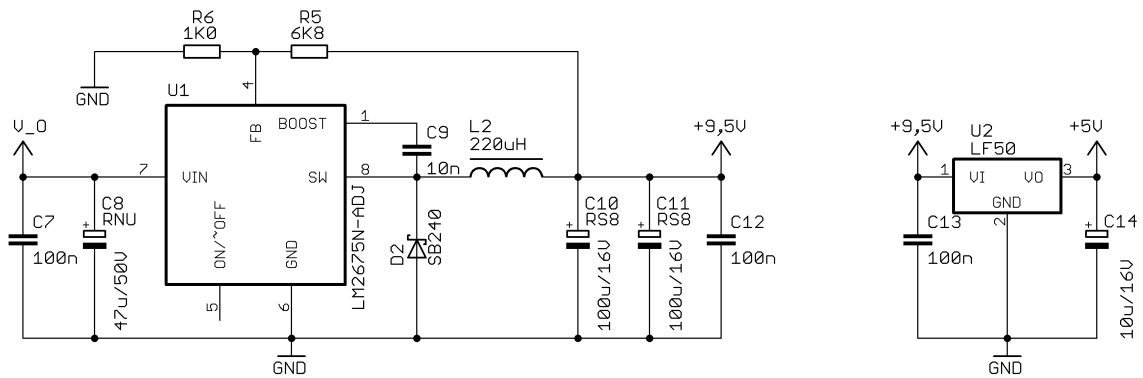 R6
1K0
R5
6K8
GND
4
U1
V_O
FB
BOOST
1
C9
10n
L2
220uH
+9,5V
7
VIN
SW
8
C7
100n
C8
RNU
47u/50V
ON/~OFF
GND
LM2675N-ADJ
5
6
D2
SB240
C10
RS8
100u/16V
C11
RS8
100u/16V
C12
100n
GND
+9,5V
U2
LF50
+5V
1
VI
VO
3
GND
2
C13
100n
C14
10u/16V
GND